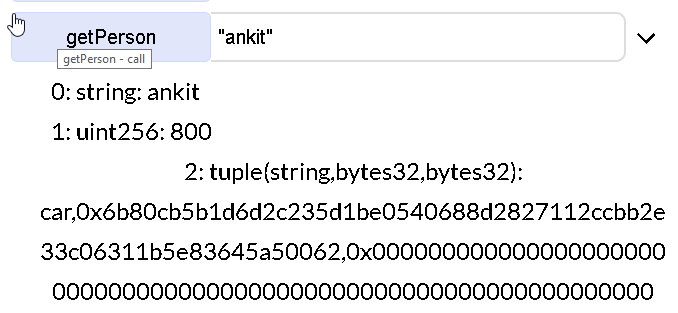 getPerson "ankit"
getPerson - call
0: string: ankit
1: uint256: 800
2: tuple(string,bytes32,bytes32):
car,0x6b80cb5b1d6d2c235d1be0540688d2827112ccbb2e
33c06311b5e83645a50062,0x000000000000000000000
0000000000000000000000000000000000000000000